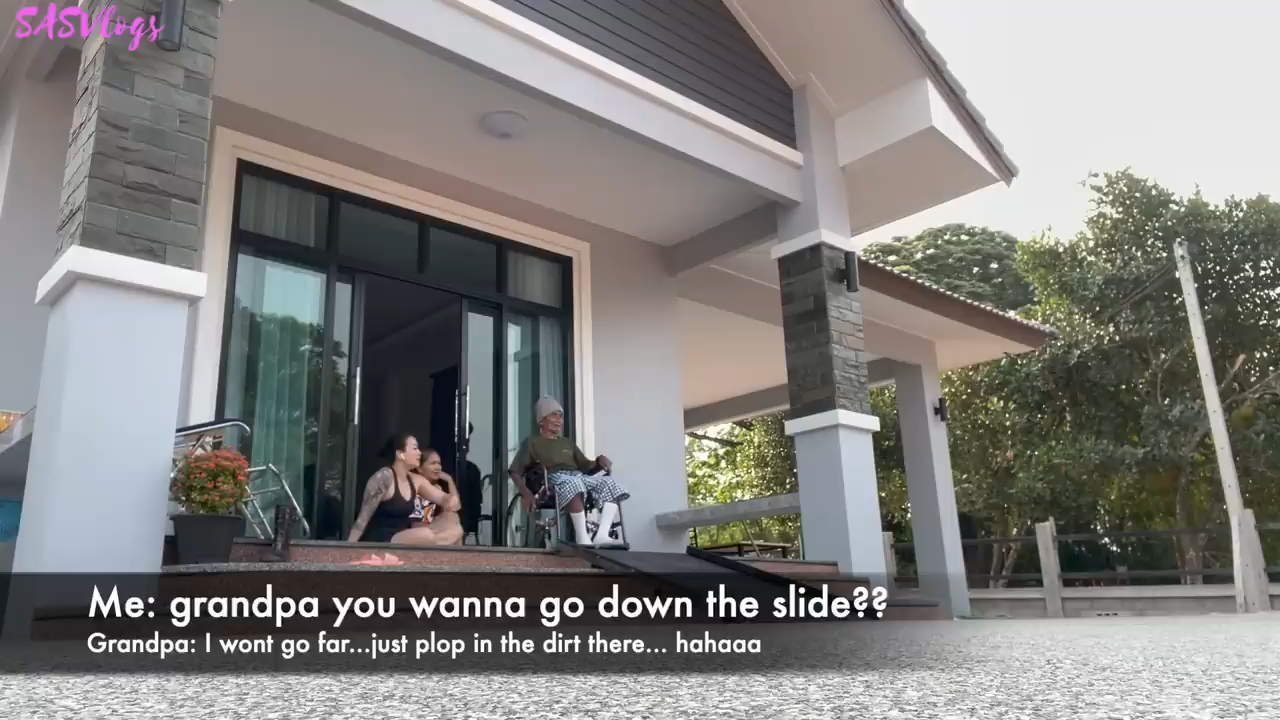 SASVlogs
Me: grandpa you wanna go down the slide??
Grandpa: I wont go far...just plop in the dirt there... hahaaa